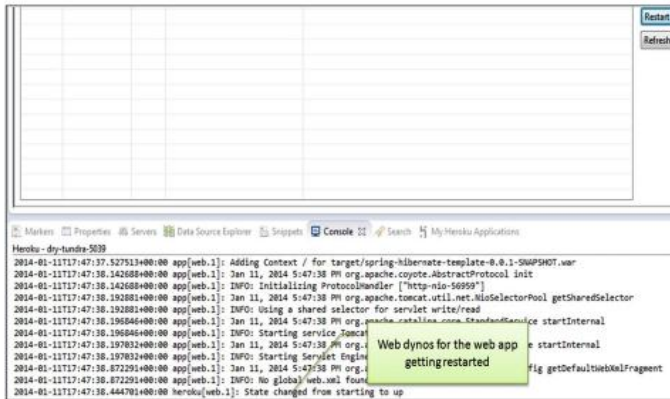 Restart
Refresh
Markers Properties Servers Data Source Explorer Snippets Console Search My Heroku Applications
Heroku - dry-tundra-5039
2014-01-11T17:47:37.527513+00:00 app[web.1]: Adding Context / for target/spring-hibernate-template-0.0.1-SNAPSHOT.war
2014-01-11T17:47:38.142688+00:00 app[web.1]: Jan 11, 2014 5:47:38 PM org.apache.coyote.AbstractProtocol init
2014-01-11T17:47:38.142688+00:00 app[web.1]: INFO: Initializing ProtocolHandler ["http-nio-56959"]
2014-01-11T17:47:38.192881+00:00 app[web.1]: Jan 11, 2014 5:47:38 PM org.apache.tomcat.util.net.NioSelectorPool getSharedSelector
2014-01-11T17:47:38.192881+00:00 app[web.1]: INFO: Using a shared selector for servlet write/read
2014-01-11T17:47:38.196846+00:00 app[web.1]: Jan 11, 2014 5:47:38 PM org.apache.catalina.core.StandardService startInternal
2014-01-11T17:47:38.196846+00:00 app[web.1]: INFO: Starting service Tomcat
2014-01-11T17:47:38.197032+00:00 app[web.1]: Jan 11, 2014 5:47:38 PM org. e startInternal
2014-01-11T17:47:38.197032+00:00 app[web.1]: INFO: Starting Servlet Engine
2014-01-11T17:47:38.872291+00:00 app[web.1]: Jan 11, 2014 5:47:38 PM org. fig getDefaultWebXmlFragment
2014-01-11T17:47:38.872291+00:00 app[web.1]: INFO: No global web.xml found
2014-01-11T17:47:38.444701+00:00 heroku[web.1]: State changed from starting to up
Web dynos for the web app
getting restarted